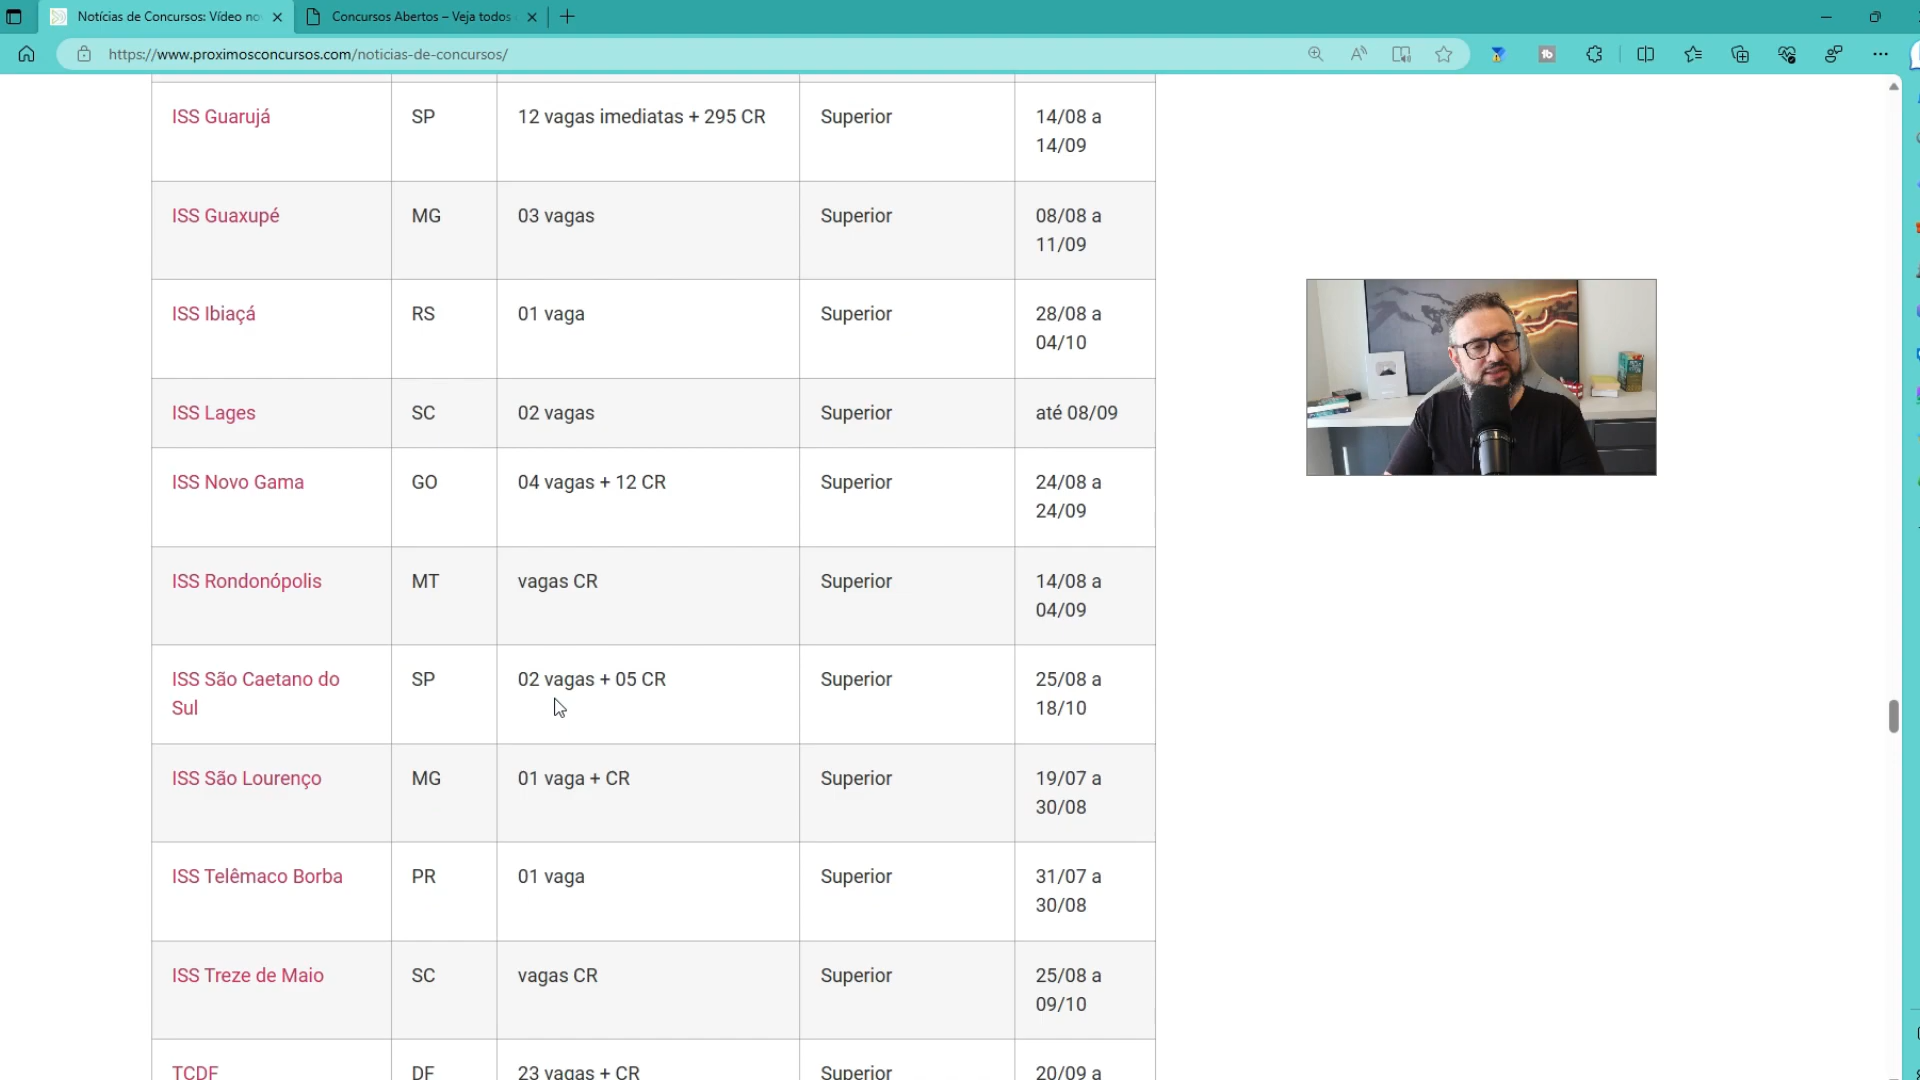 Notícias de Concursos: Vídeo no
Concursos Abertos – Veja todos
https://www.proximosconcursos.com/noticias-de-concursos/
ISS Guarujá SP 12 vagas imediatas + 295 CR Superior 14/08 a
14/09
ISS Guaxupé MG 03 vagas Superior 08/08 a
11/09
ISS Ibiaçá RS 01 vaga Superior 28/08 a
04/10
ISS Lages SC 02 vagas Superior até 08/09
ISS Novo Gama GO 04 vagas + 12 CR Superior 24/08 a
24/09
ISS Rondonópolis MT vagas CR Superior 14/08 a
04/09
ISS São Caetano do SP 02 vagas + 05 CR Superior 25/08 a
Sul 18/10
ISS São Lourenço MG 01 vaga + CR Superior 19/07 a
30/08
ISS Telêmaco Borba PR 01 vaga Superior 31/07 a
30/08
ISS Treze de Maio SC vagas CR Superior 25/08 a
09/10
TCDF DF 23 vagas + CR Superior 20/09 a